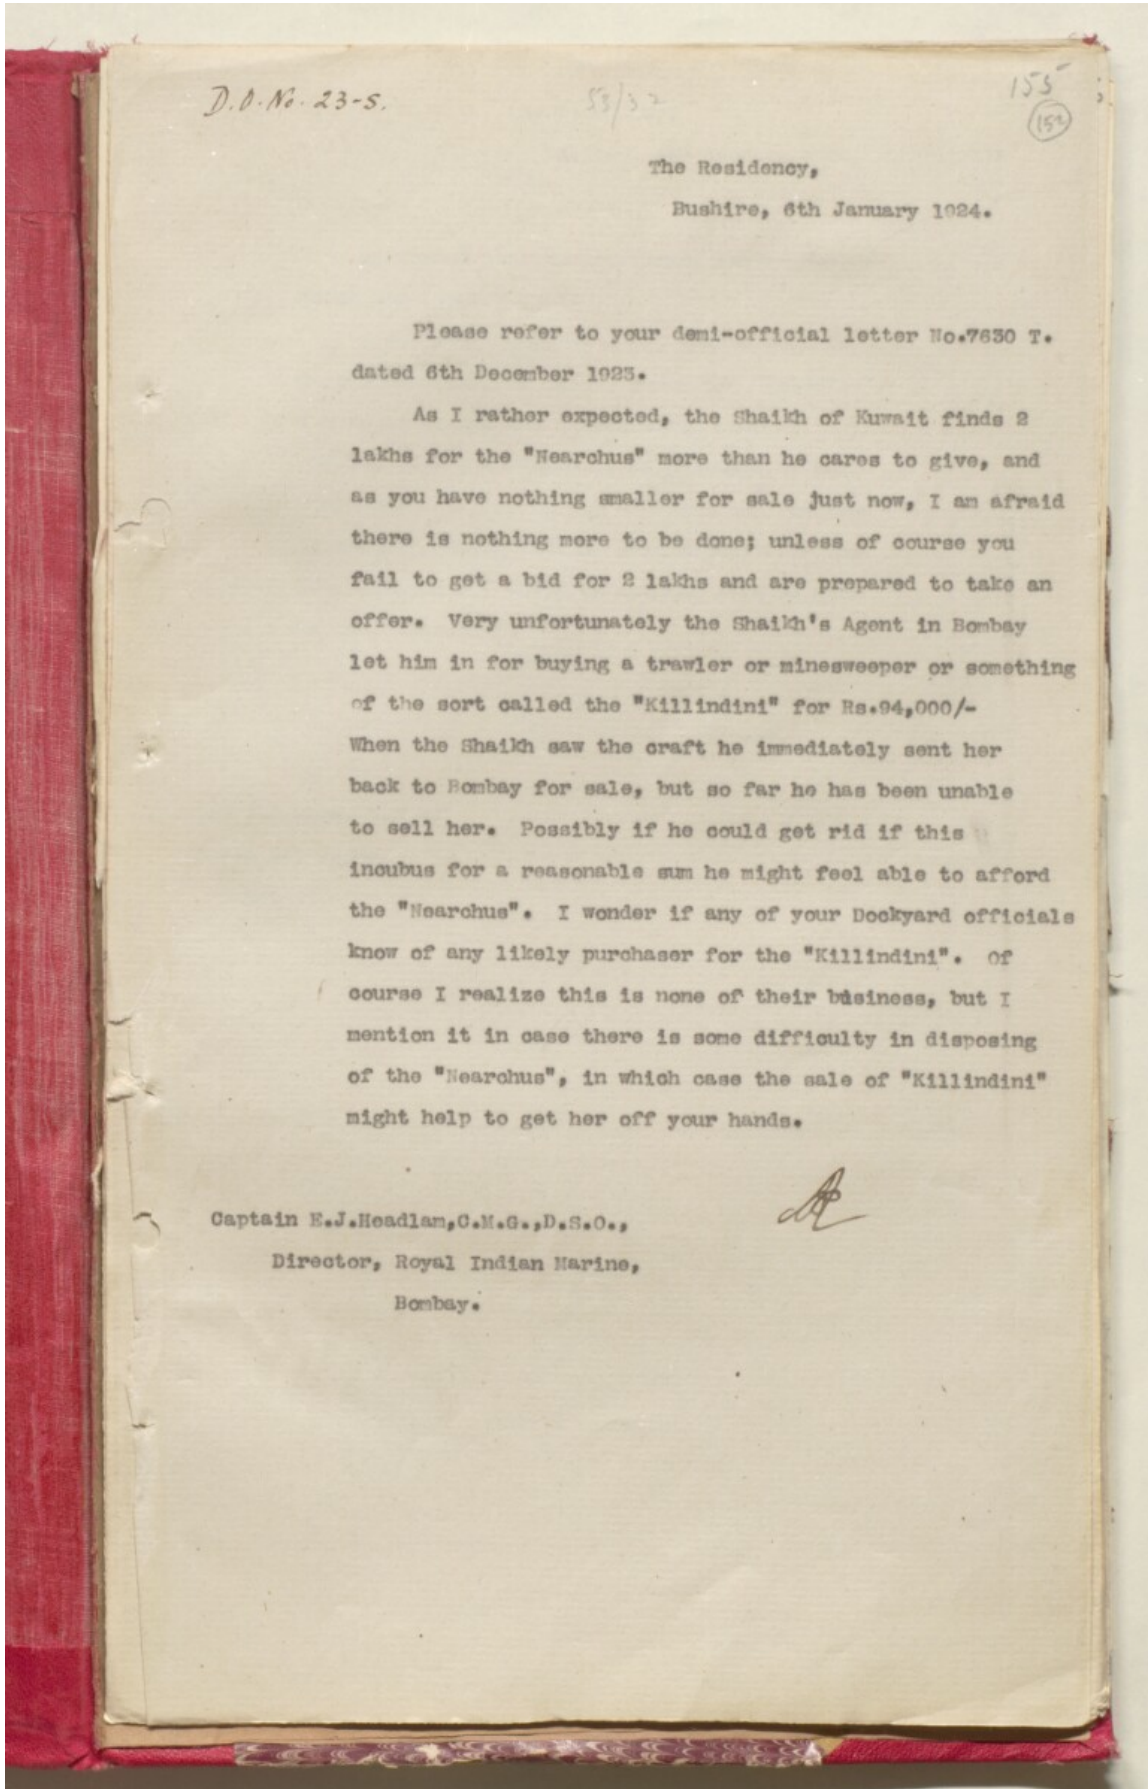 D.O. No. 23-S.
53/32
155
152
The Residency,
Bushire, 6th January 1924.
Please refer to your demi-official letter No.7630 T.
dated 6th December 1923.
As I rather expected, the Shaikh of Kuwait finds 2
lakhs for the "Nearchus" more than he cares to give, and
as you have nothing smaller for sale just now, I am afraid
there is nothing more to be done; unless of course you
fail to get a bid for 2 lakhs and are prepared to take an
offer. Very unfortunately the Shaikh's Agent in Bombay
let him in for buying a trawler or minesweeper or something
of the sort called the "Killindini" for Rs.94,000/-
When the Shaikh saw the craft he immediately sent her
back to Bombay for sale, but so far he has been unable
to sell her. Possibly if he could get rid if this
incubus for a reasonable sum he might feel able to afford
the "Nearchus". I wonder if any of your Dockyard officials
know of any likely purchaser for the "Killindini". Of
course I realize this is none of their business, but I
mention it in case there is some difficulty in disposing
of the "Nearchus", in which case the sale of "Killindini"
might help to get her off your hands.
Captain E.J.Headlam,C.M.G.,D.S.O.,
Director, Royal Indian Marine,
Bombay.